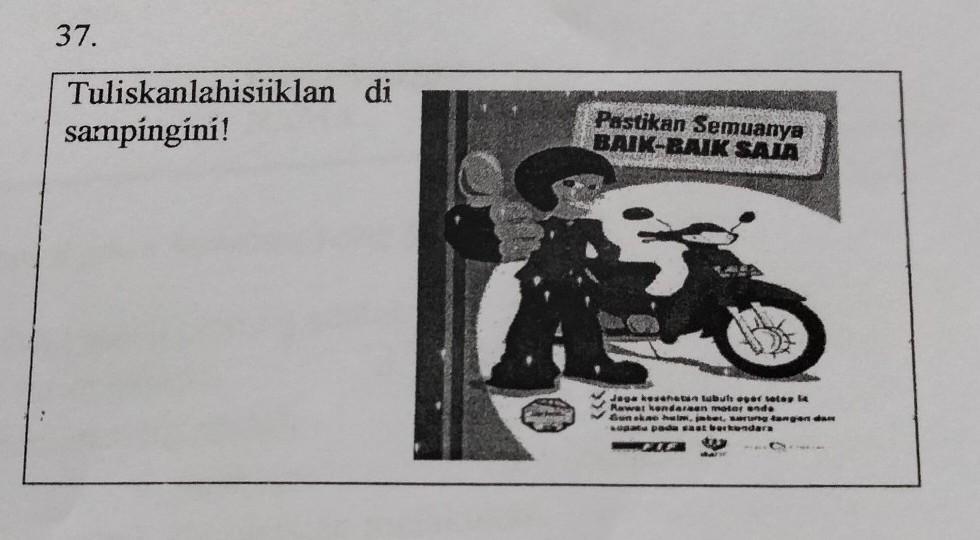 37.
Tuliskanlahisiiklan di
sampingini!
Pastikan Semuanya
BAIK-BAIK SAJA
Jaga kesehatan tubuh agar tetap fit
Rawat kendaraan motor anda
Gunakan helm, jaket, sarung tangan dan
sepatu pada saat berkendara
FIF